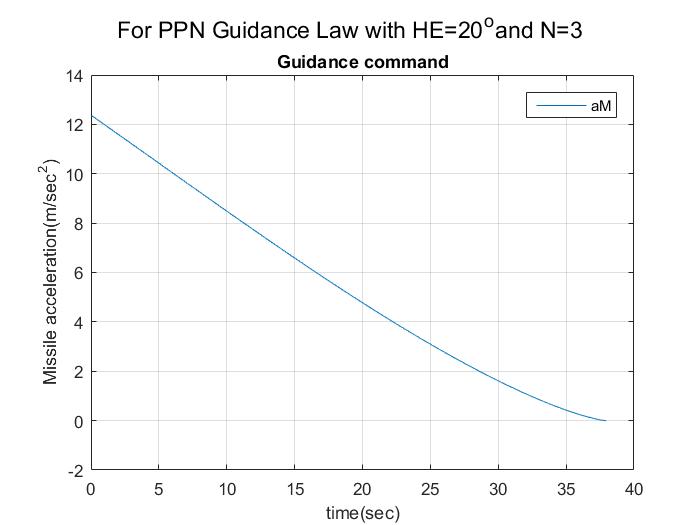 For PPN Guidance Law with HE=20°and N=3
Guidance command
aM
Missile acceleration(m/sec²)
14
12
10
8
6
4
2
0
-2
0 5 10 15 20 25 30 35 40
time(sec)